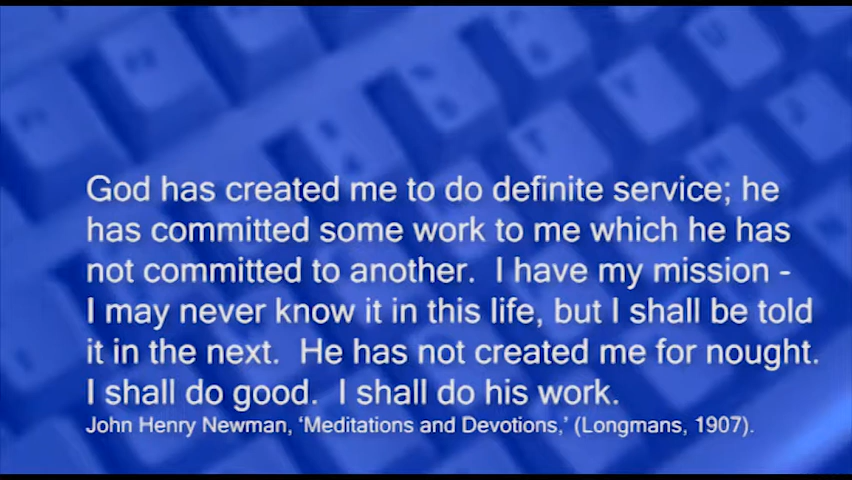 God has created me to do definite service; he
has committed some work to me which he has
not committed to another.  I have my mission -
I may never know it in this life, but I shall be told
it in the next.  He has not created me for nought.
I shall do good.  I shall do his work.
John Henry Newman, ‘Meditations and Devotions,’ (Longmans, 1907).